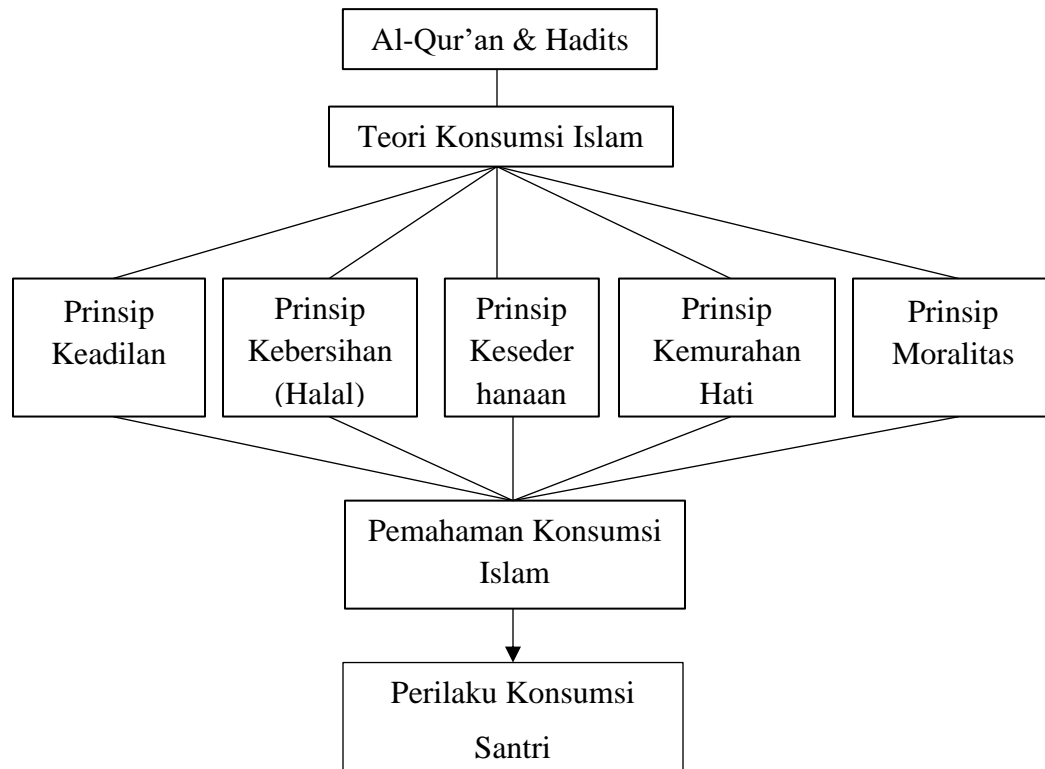 Al-Qur’an & Hadits
Teori Konsumsi Islam
Prinsip
Keadilan
Prinsip
Kebersihan
(Halal)
Prinsip
Keseder
hanaan
Prinsip
Kemurahan
Hati
Prinsip
Moralitas
Pemahaman Konsumsi
Islam
Perilaku Konsumsi
Santri